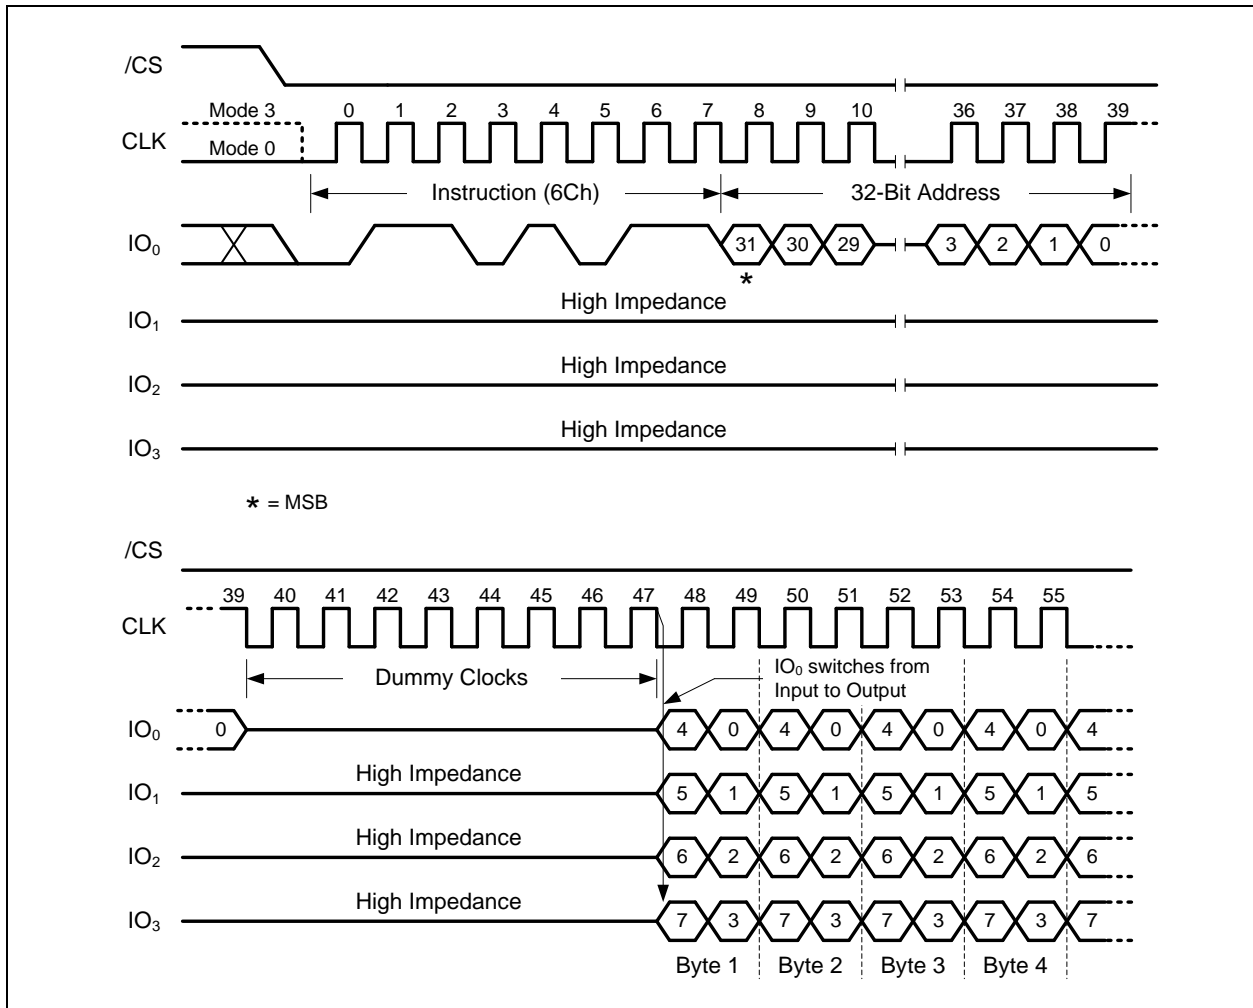 /CS
Mode 3 0 1 2 3 4 5 6 7 8 9 10 36 37 38 39
CLK
Mode 0
Instruction (6Ch) 32-Bit Address
IO0 31 30 29 3 2 1 0
*
High Impedance
IO1
High Impedance
IO2
High Impedance
IO3
* = MSB
/CS
39 40 41 42 43 44 45 46 47 48 49 50 51 52 53 54 55
CLK
Dummy Clocks
IO0 switches from
Input to Output
IO0 0 4 0 4 0 4 0 4 0 4
High Impedance
IO1 5 1 5 1 5 1 5 1 5
High Impedance
IO2 6 2 6 2 6 2 6 2 6
High Impedance
IO3 7 3 7 3 7 3 7 3 7
Byte 1 Byte 2 Byte 3 Byte 4